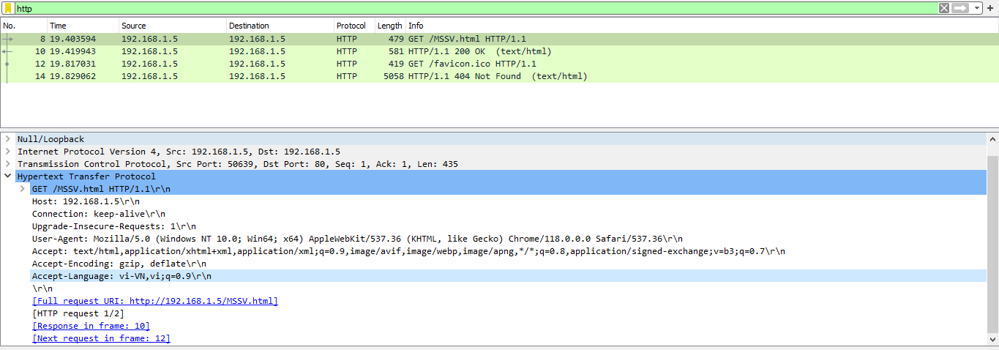 http
No. Time Source Destination Protocol Length Info
8 19.403594 192.168.1.5 192.168.1.5 HTTP 479 GET /MSSV.html HTTP/1.1
10 19.419943 192.168.1.5 192.168.1.5 HTTP 581 HTTP/1.1 200 OK (text/html)
12 19.817031 192.168.1.5 192.168.1.5 HTTP 419 GET /favicon.ico HTTP/1.1
14 19.829062 192.168.1.5 192.168.1.5 HTTP 5058 HTTP/1.1 404 Not Found (text/html)
Null/Loopback
Internet Protocol Version 4, Src: 192.168.1.5, Dst: 192.168.1.5
Transmission Control Protocol, Src Port: 50639, Dst Port: 80, Seq: 1, Ack: 1, Len: 435
Hypertext Transfer Protocol
GET /MSSV.html HTTP/1.1\r\n
Host: 192.168.1.5\r\n
Connection: keep-alive\r\n
Upgrade-Insecure-Requests: 1\r\n
User-Agent: Mozilla/5.0 (Windows NT 10.0; Win64; x64) AppleWebKit/537.36 (KHTML, like Gecko) Chrome/118.0.0.0 Safari/537.36\r\n
Accept: text/html,application/xhtml+xml,application/xml;q=0.9,image/avif,image/webp,image/apng,*/*;q=0.8,application/signed-exchange;v=b3;q=0.7\r\n
Accept-Encoding: gzip, deflate\r\n
Accept-Language: vi-VN,vi;q=0.9\r\n
\r\n
[Full request URI: http://192.168.1.5/MSSV.html]
[HTTP request 1/2]
[Response in frame: 10]
[Next request in frame: 12]